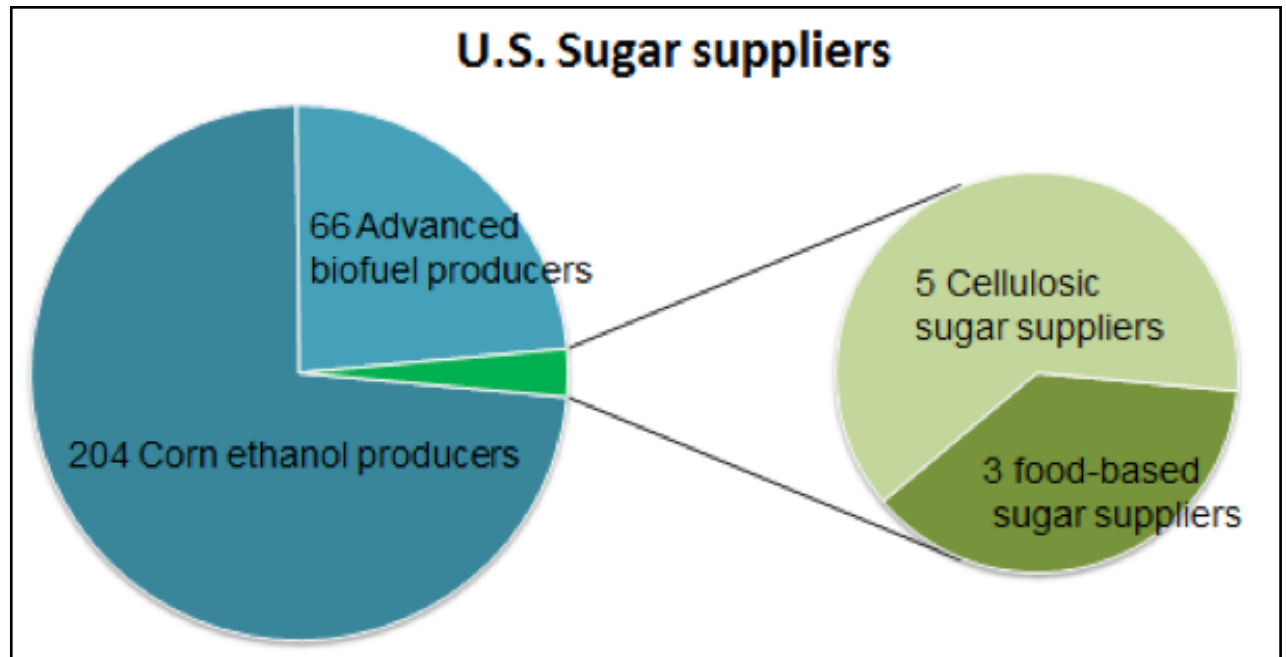 U.S. Sugar suppliers
66 Advanced
biofuel producers
204 Corn ethanol producers
5 Cellulosic
sugar suppliers
3 food-based
sugar suppliers